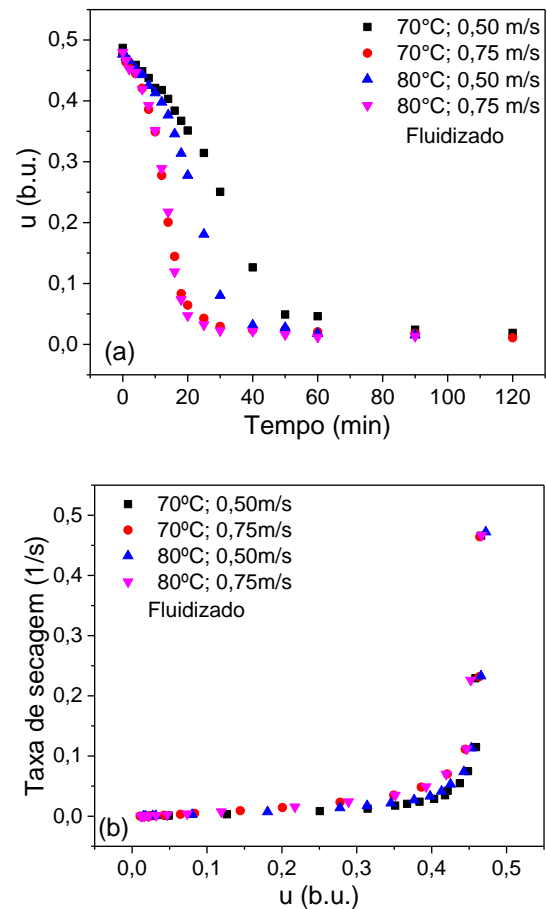 70°C; 0,50 m/s
70°C; 0,75 m/s
80°C; 0,50 m/s
80°C; 0,75 m/s
Fluidizado
u (b.u.)
0,5
0,4
0,3
0,2
0,1
0,0
(a)
0 20 40 60 80 100 120
Tempo (min)
70ºC; 0,50m/s
70ºC; 0,75m/s
80ºC; 0,50m/s
80ºC; 0,75m/s
Fluidizado
Taxa de secagem (1/s)
0,5
0,4
0,3
0,2
0,1
0,0
(b)
0,0 0,1 0,2 0,3 0,4 0,5
u (b.u.)